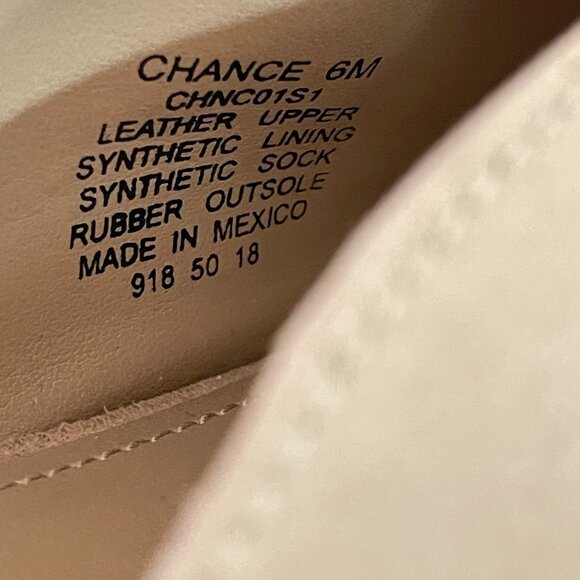 CHANCE 6M
CHNC01S1
LEATHER UPPER
SYNTHETIC LINING
SYNTHETIC SOCK
RUBBER OUTSOLE
MADE IN MEXICO
918 50 18